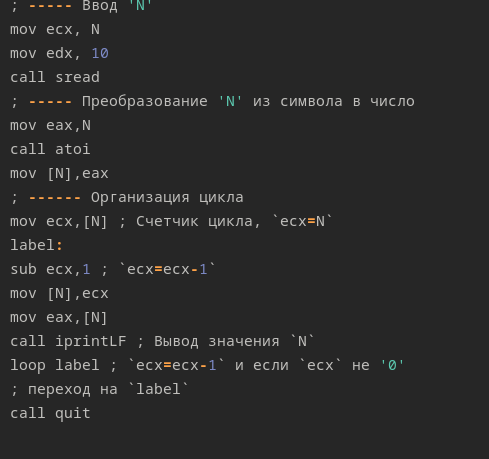 ; ----- Ввод 'N'
mov ecx, N
mov edx, 10
call sread
; ----- Преобразование 'N' из символа в число
mov eax,N
call atoi
mov [N],eax
; ------ Организация цикла
mov ecx,[N] ; Счетчик цикла, `ecx=N`
label:
sub ecx,1 ; `ecx=ecx-1`
mov [N],ecx
mov eax,[N]
call iprintLF ; Вывод значения `N`
loop label ; `ecx=ecx-1` и если `ecx` не '0'
; переход на `label`
call quit